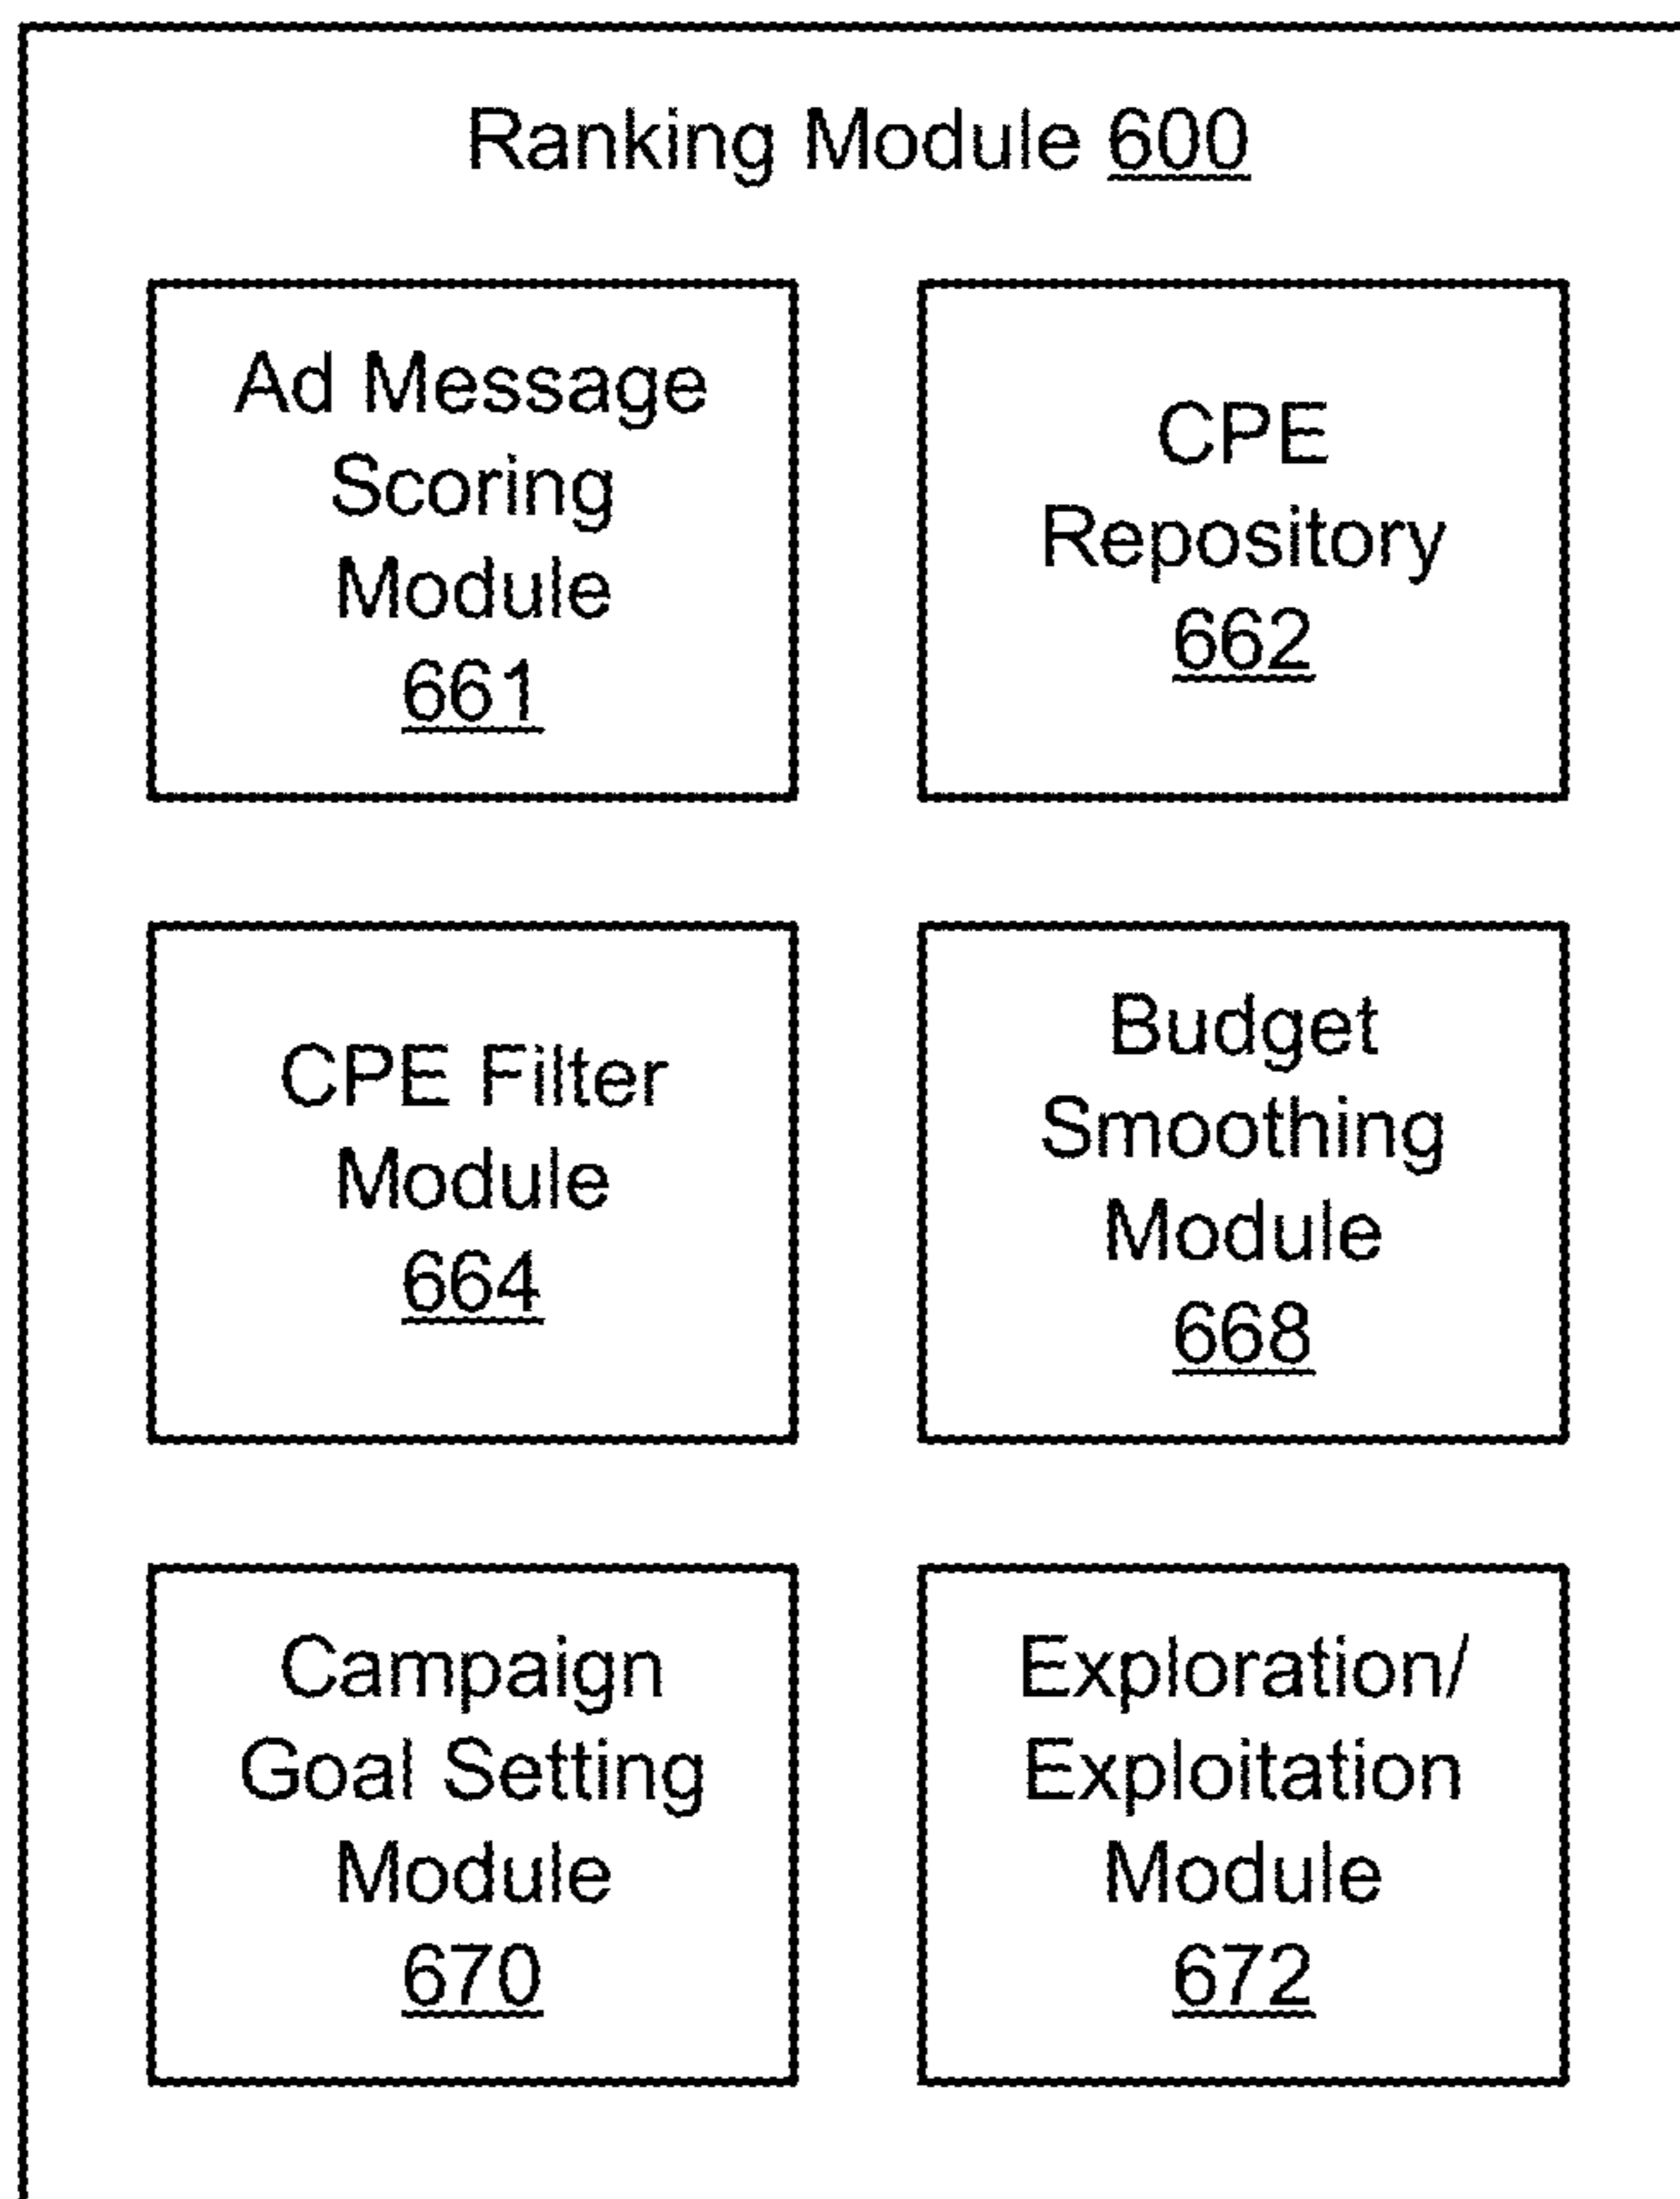 Ranking Module 600
Ad Message
Scoring
Module
661
CPE
Repository
662
CPE Filter
Module
664
Budget
Smoothing
Module
668
Campaign
Goal Setting
Module
670
Exploration/
Exploitation
Module
672